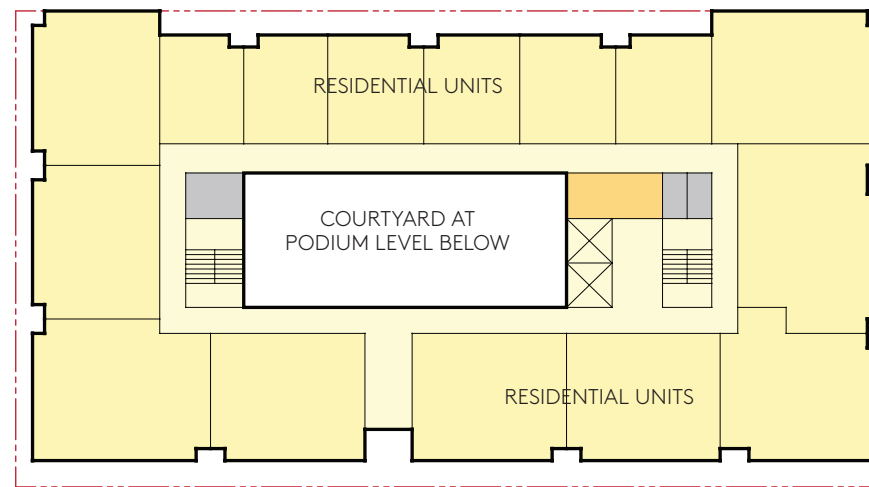 RESIDENTIAL UNITS
COURTYARD AT
PODIUM LEVEL BELOW
RESIDENTIAL UNITS